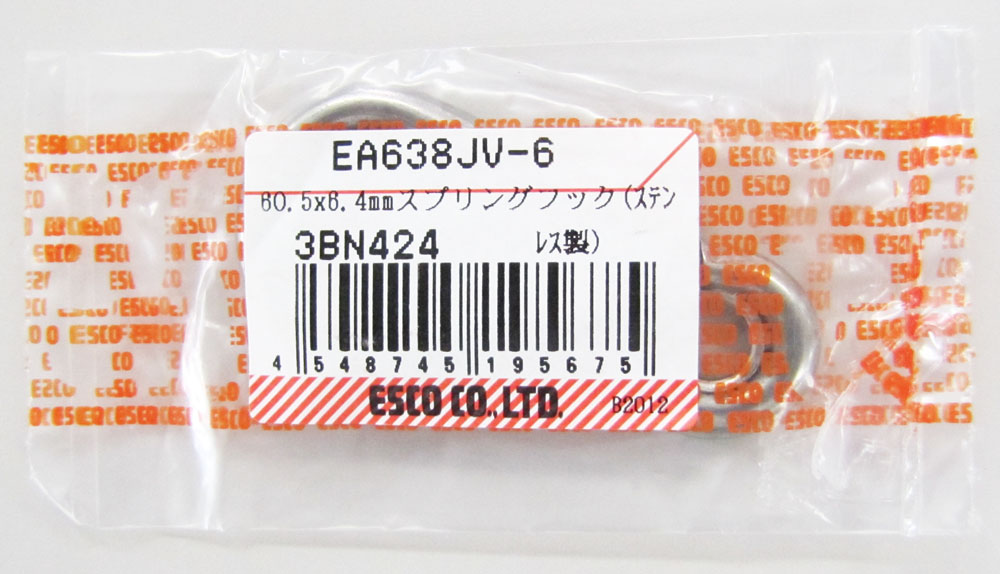 EA638JV-6
60.5x6.4mmスプリングフック(ステン
3BN424 レス製)
4 548745 195675
ESCO CO.,LTD. B2012